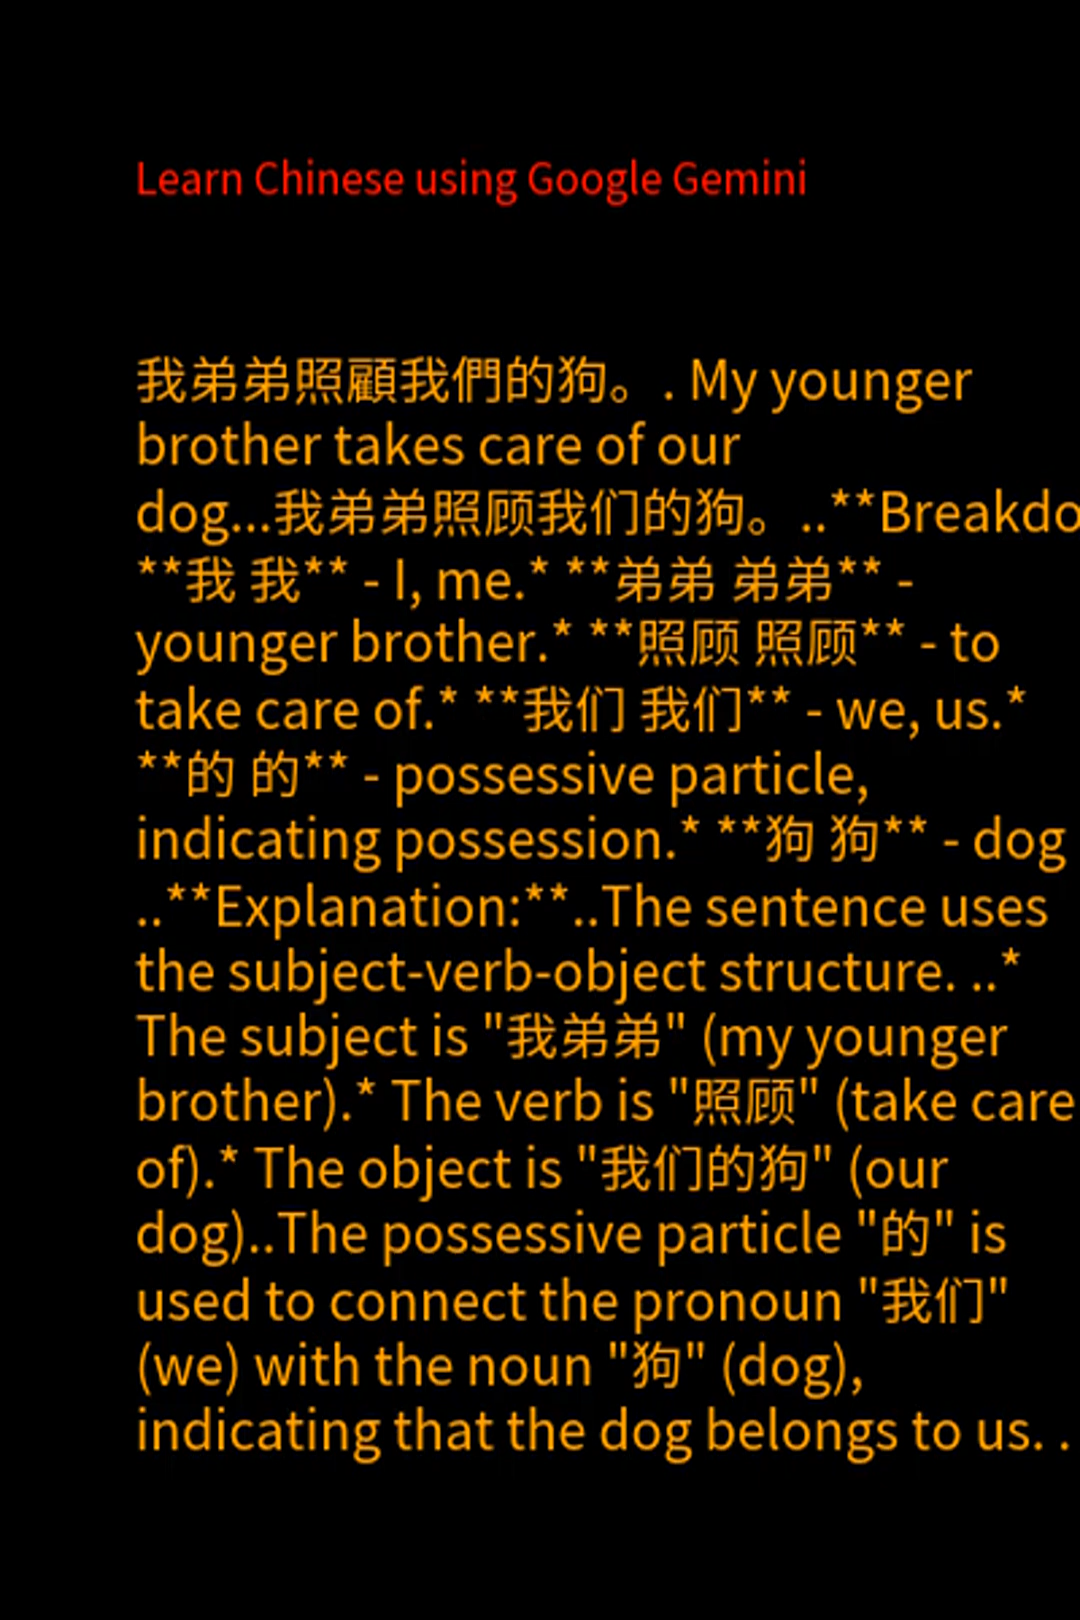 Learn Chinese using Google Gemini
我弟弟照顧我們的狗。. My younger
brother takes care of our
dog...我弟弟照顾我们的狗。..**Breakdo
**我 我** - I, me.* **弟弟 弟弟** -
younger brother.* **照顾 照顾** - to
take care of.* **我们 我们** - we, us.*
**的 的** - possessive particle,
indicating possession.* **狗 狗** - dog
..**Explanation:**..The sentence uses
the subject-verb-object structure. ..*
The subject is "我弟弟" (my younger
brother).* The verb is "照顾" (take care
of).* The object is "我们的狗" (our
dog)..The possessive particle "的" is
used to connect the pronoun "我们"
(we) with the noun "狗" (dog),
indicating that the dog belongs to us. .